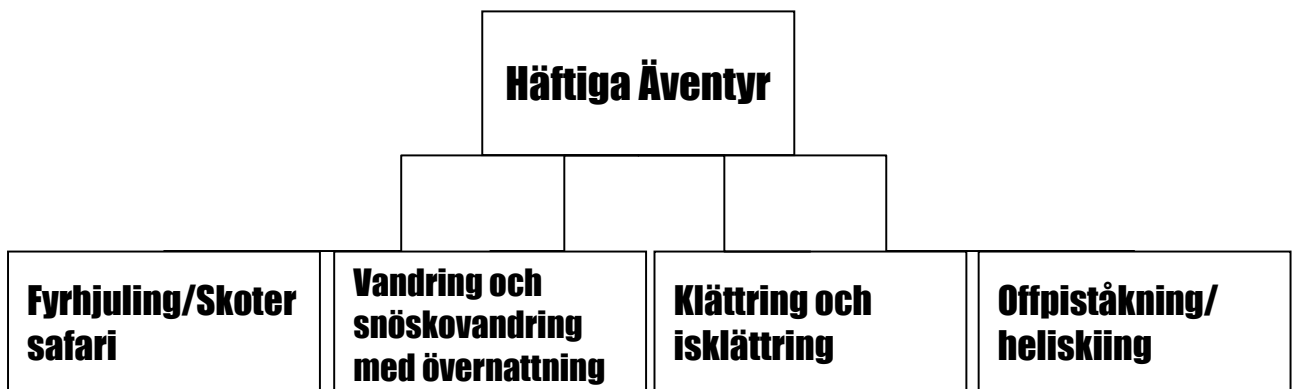 Häftiga Äventyr
Fyrhjuling/Skoter
safari
Vandring och
snöskovandring
med övernattning
Klättring och
isklättring
Offpiståkning/
heliskiing